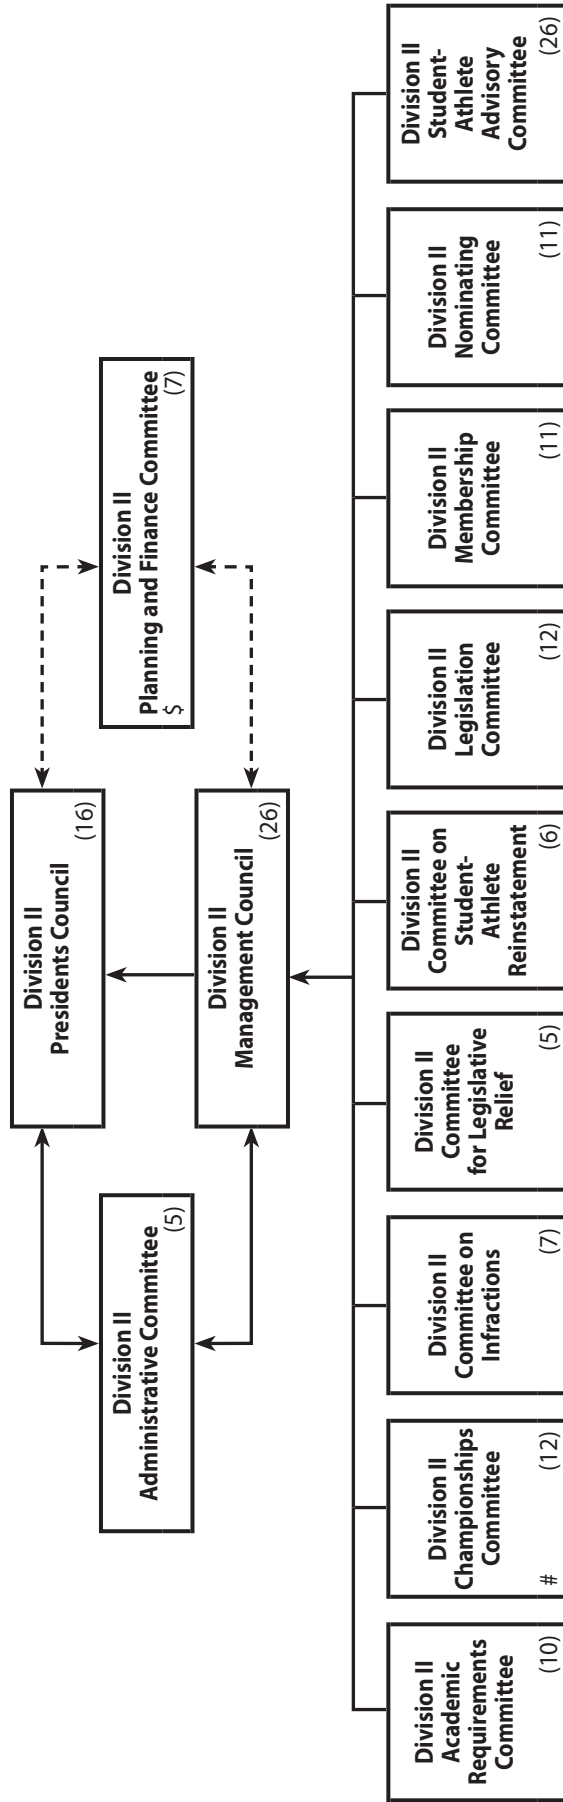 Division II
Presidents Council
(16)
Division II
Administrative Committee
(5)
Division II
Planning and Finance Committee
$
(7)
Division II
Management Council
(26)
Division II
Academic
Requirements
Committee
(10)
Division II
Championships
Committee
#
(12)
Division II
Committee on
Infractions
(7)
Division II
Committee
for Legislative
Relief
(5)
Division II
Committee on
Student-
Athlete
Reinstatement
(6)
Division II
Legislation
Committee
(12)
Division II
Membership
Committee
(11)
Division II
Nominating
Committee
(11)
Division II
Student-
Athlete
Advisory
Committee
(26)